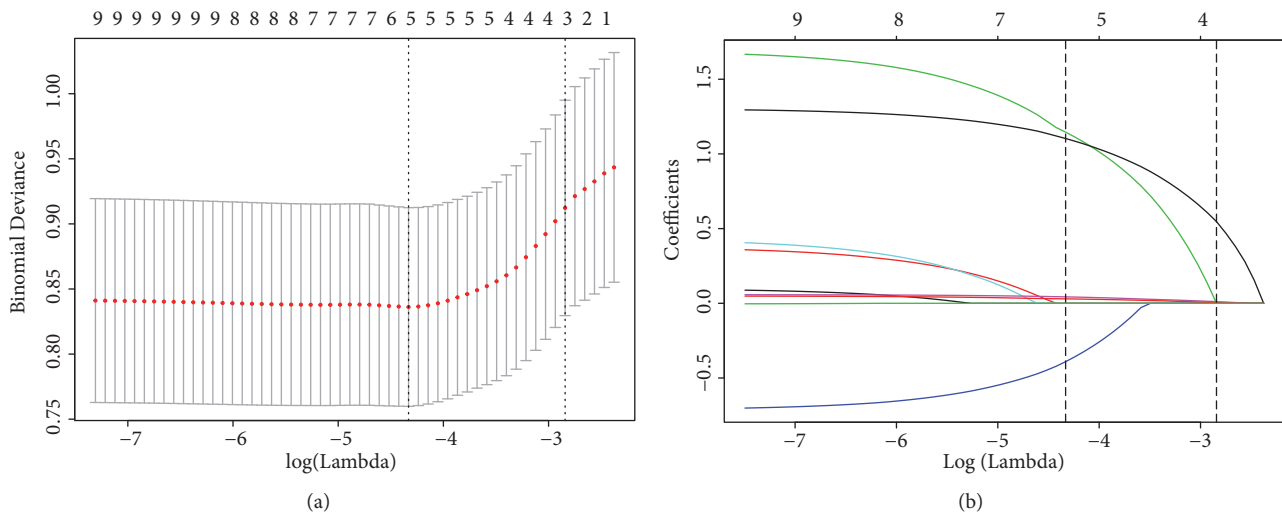 9 9 9 9 9 9 8 8 8 8 7 7 7 7 6 5 5 5 5 5 4 4 4 3 2 1
1.00
0.95
0.90
0.85
0.80
0.75
Binomial Deviance
−7 −6 −5 −4 −3
log(Lambda)
(a)
9 8 7 5 4
1.5
1.0
0.5
0.0
−0.5
Coefficients
−7 −6 −5 −4 −3
Log (Lambda)
(b)